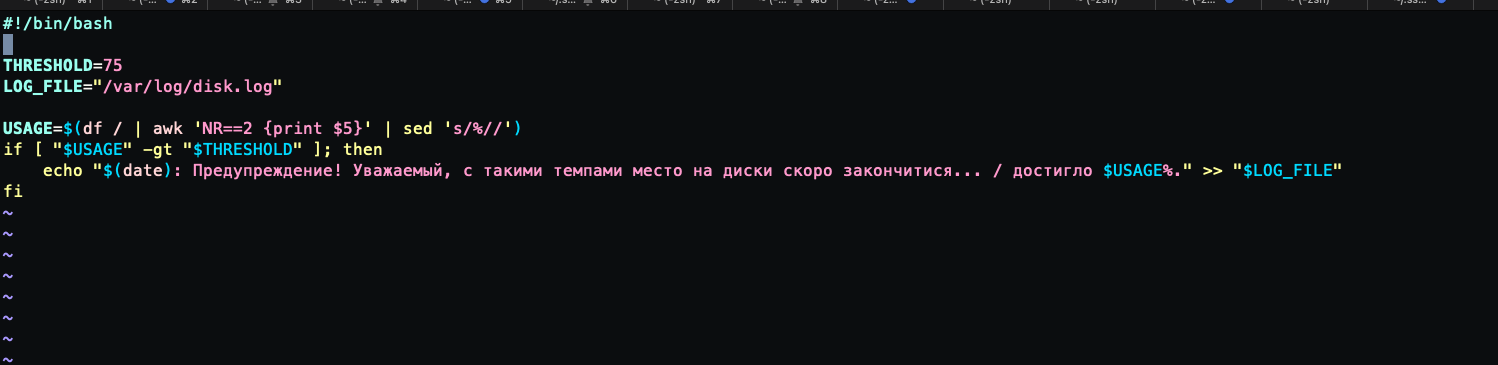 #!/bin/bash
THRESHOLD=75
LOG_FILE="/var/log/disk.log"
USAGE=$(df / | awk 'NR==2 {print $5}' | sed 's/%//')
if [ "$USAGE" -gt "$THRESHOLD" ]; then
    echo "$(date): Предупреждение! Уважаемый, с такими темпами место на диски скоро закончитися... / достигло $USAGE%." >> "$LOG_FILE"
fi
~
~
~
~
~
~
~
~